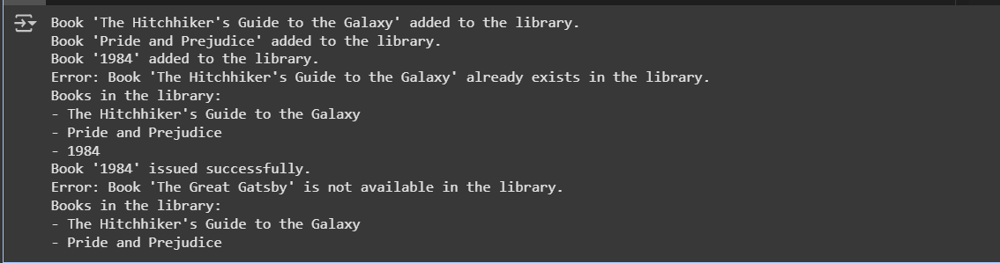 Book 'The Hitchhiker's Guide to the Galaxy' added to the library.
Book 'Pride and Prejudice' added to the library.
Book '1984' added to the library.
Error: Book 'The Hitchhiker's Guide to the Galaxy' already exists in the library.
Books in the library:
- The Hitchhiker's Guide to the Galaxy
- Pride and Prejudice
- 1984
Book '1984' issued successfully.
Error: Book 'The Great Gatsby' is not available in the library.
Books in the library:
- The Hitchhiker's Guide to the Galaxy
- Pride and Prejudice